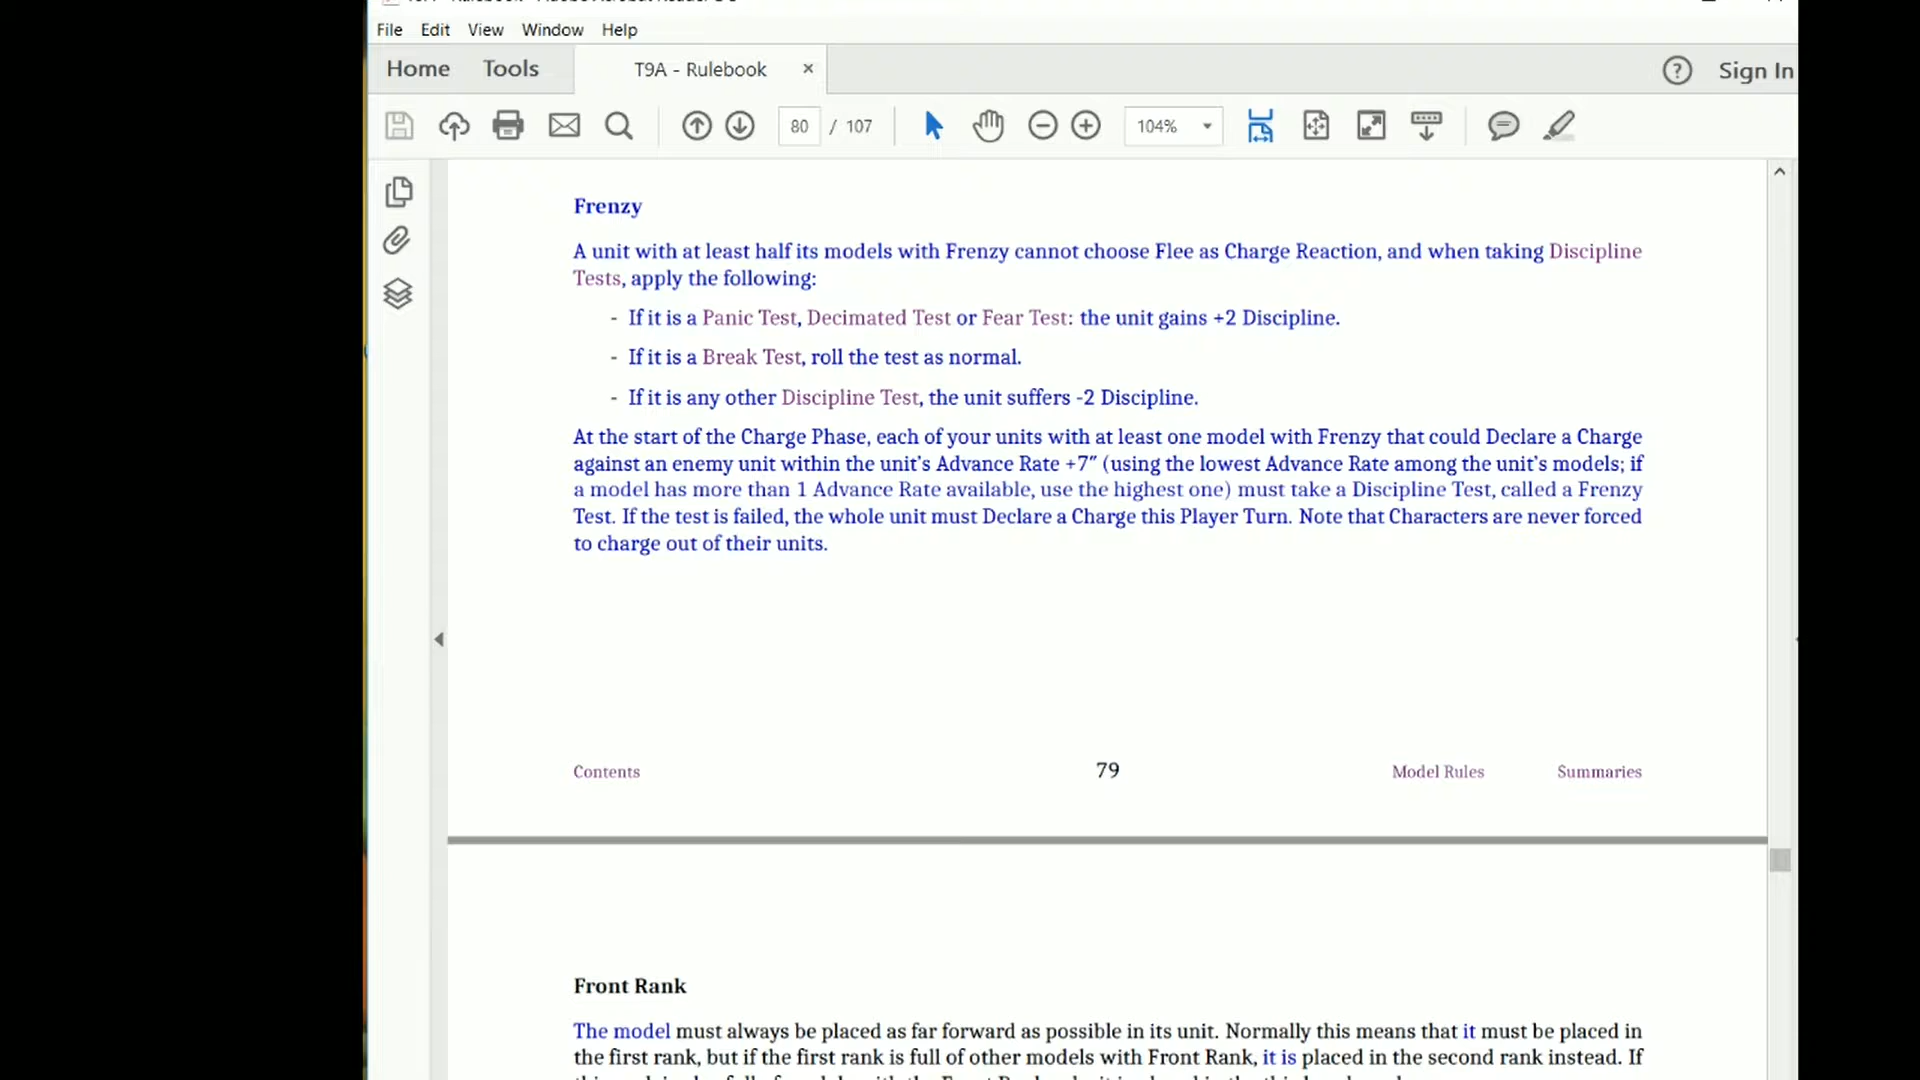 File Edit View Window Help
Home Tools T9A - Rulebook × ? Sign In
80 / 107 104%
Frenzy
A unit with at least half its models with Frenzy cannot choose Flee as Charge Reaction, and when taking Discipline
Tests, apply the following:
- If it is a Panic Test, Decimated Test or Fear Test: the unit gains +2 Discipline.
- If it is a Break Test, roll the test as normal.
- If it is any other Discipline Test, the unit suffers -2 Discipline.
At the start of the Charge Phase, each of your units with at least one model with Frenzy that could Declare a Charge
against an enemy unit within the unit’s Advance Rate +7″ (using the lowest Advance Rate among the unit’s models; if
a model has more than 1 Advance Rate available, use the highest one) must take a Discipline Test, called a Frenzy
Test. If the test is failed, the whole unit must Declare a Charge this Player Turn. Note that Characters are never forced
to charge out of their units.
Contents 79 Model Rules Summaries
Front Rank
The model must always be placed as far forward as possible in its unit. Normally this means that it must be placed in
the first rank, but if the first rank is full of other models with Front Rank, it is placed in the second rank instead. If